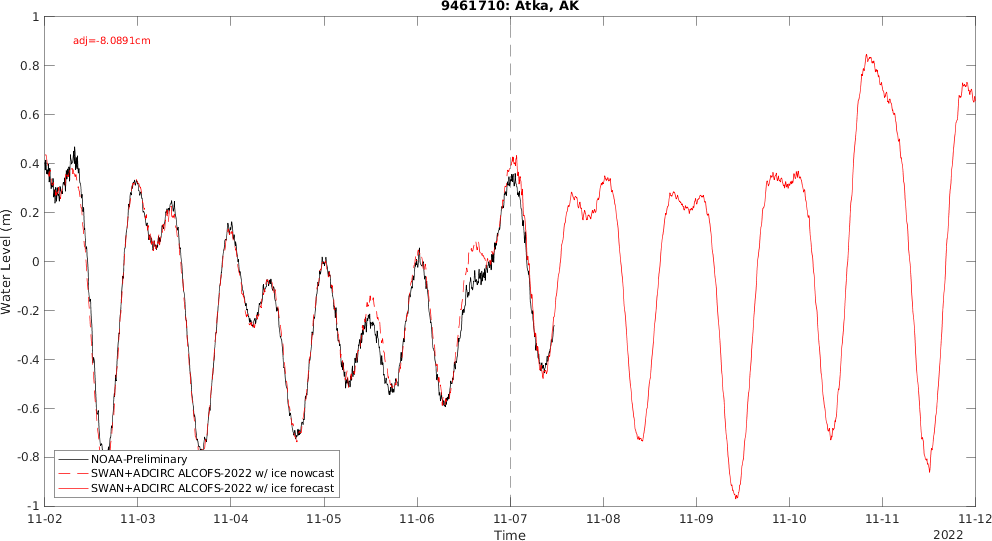 9461710: Atka, AK
adj=-8.0891cm
1
0.8
0.6
0.4
0.2
0
-0.2
-0.4
-0.6
-0.8
-1
Water Level (m)
NOAA-Preliminary
SWAN+ADCIRC ALCOFS-2022 w/ ice nowcast
SWAN+ADCIRC ALCOFS-2022 w/ ice forecast
11-02 11-03 11-04 11-05 11-06 11-07 11-08 11-09 11-10 11-11 11-12
Time
2022